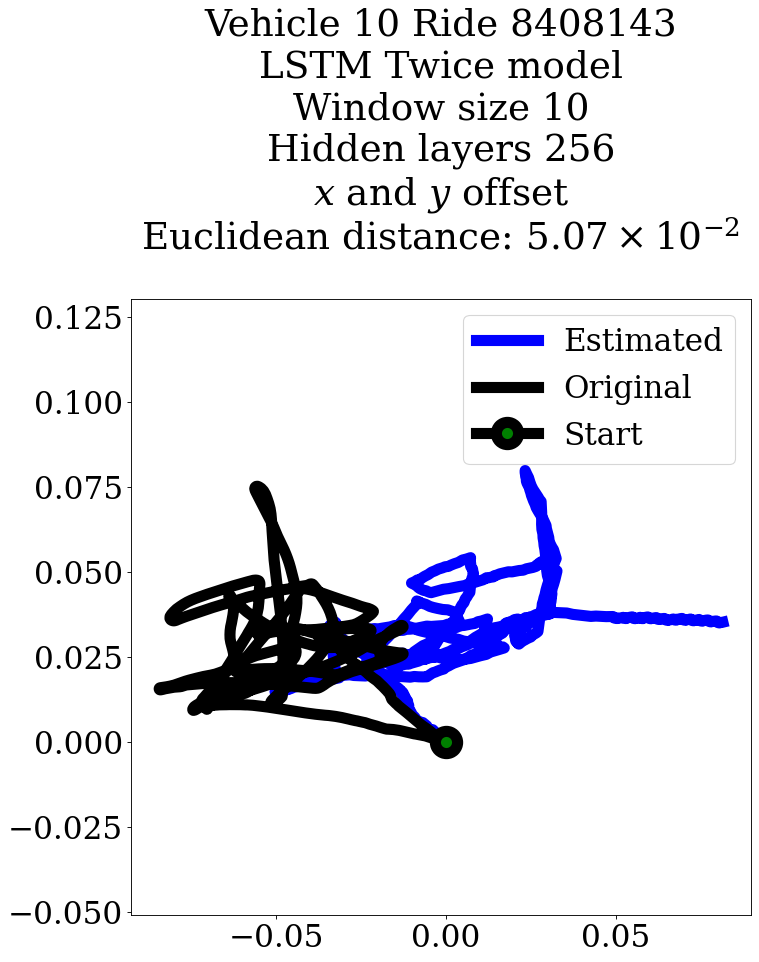 Vehicle 10 Ride 8408143
LSTM Twice model
Window size 10
Hidden layers 256
x and y offset
Euclidean distance: 5.07 × 10⁻²
0.125
0.100
0.075
0.050
0.025
0.000
−0.025
−0.050
Estimated
Original
Start
−0.05
0.00
0.05